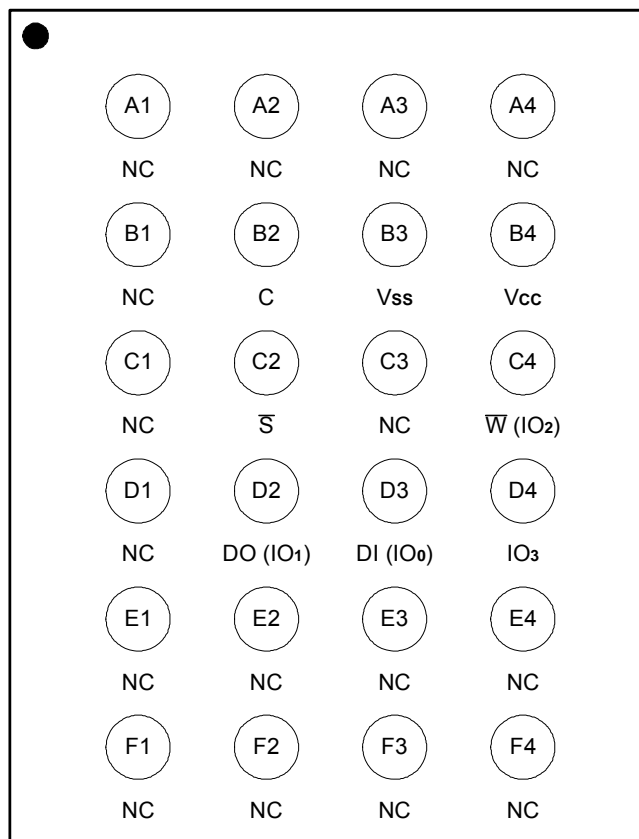 A1 A2 A3 A4
NC NC NC NC
B1 B2 B3 B4
NC C Vss Vcc
C1 C2 C3 C4
NC S̅ NC W̅ (IO₂)
D1 D2 D3 D4
NC DO (IO₁) DI (IO₀) IO₃
E1 E2 E3 E4
NC NC NC NC
F1 F2 F3 F4
NC NC NC NC